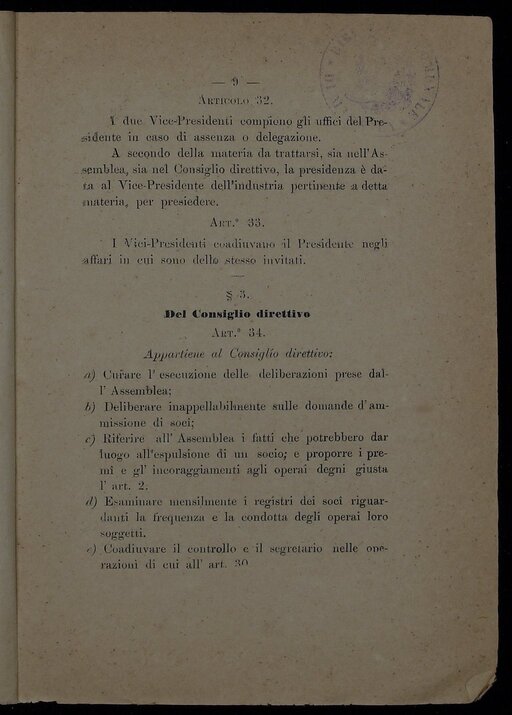 — 9 —
ARTICOLO 32.
I due Vice-Presidenti compiono gli uffici del Pre-
sidente in caso di assenza o delegazione.
A secondo della materia da trattarsi, sia nell'As-
semblea, sia nel Consiglio direttivo, la presidenza è da-
ta al Vice-Presidente dell'industria pertinente a detta
materia, per presiedere.
ART.° 33.
I Vici-Presidenti coadiuvano il Presidente negli
affari in cui sono dello stesso invitati.
§ 5.
Del Consiglio direttivo
ART.° 34.
Appartiene al Consiglio direttivo:
a) Curare l'esecuzione delle deliberazioni prese dal-
l'Assemblea;
b) Deliberare inappellabilmente sulle domande d'am-
missione di soci;
c) Riferire all'Assemblea i fatti che potrebbero dar
luogo all'espulsione di un socio; e proporre i pre-
mi e gl'incoraggiamenti agli operai degni giusta
l'art. 2.
d) Esaminare mensilmente i registri dei soci riguar-
danti la frequenza e la condotta degli operai loro
soggetti.
e) Coadiuvare il controllo e il segretario nelle ope-
razioni di cui all'art. 30